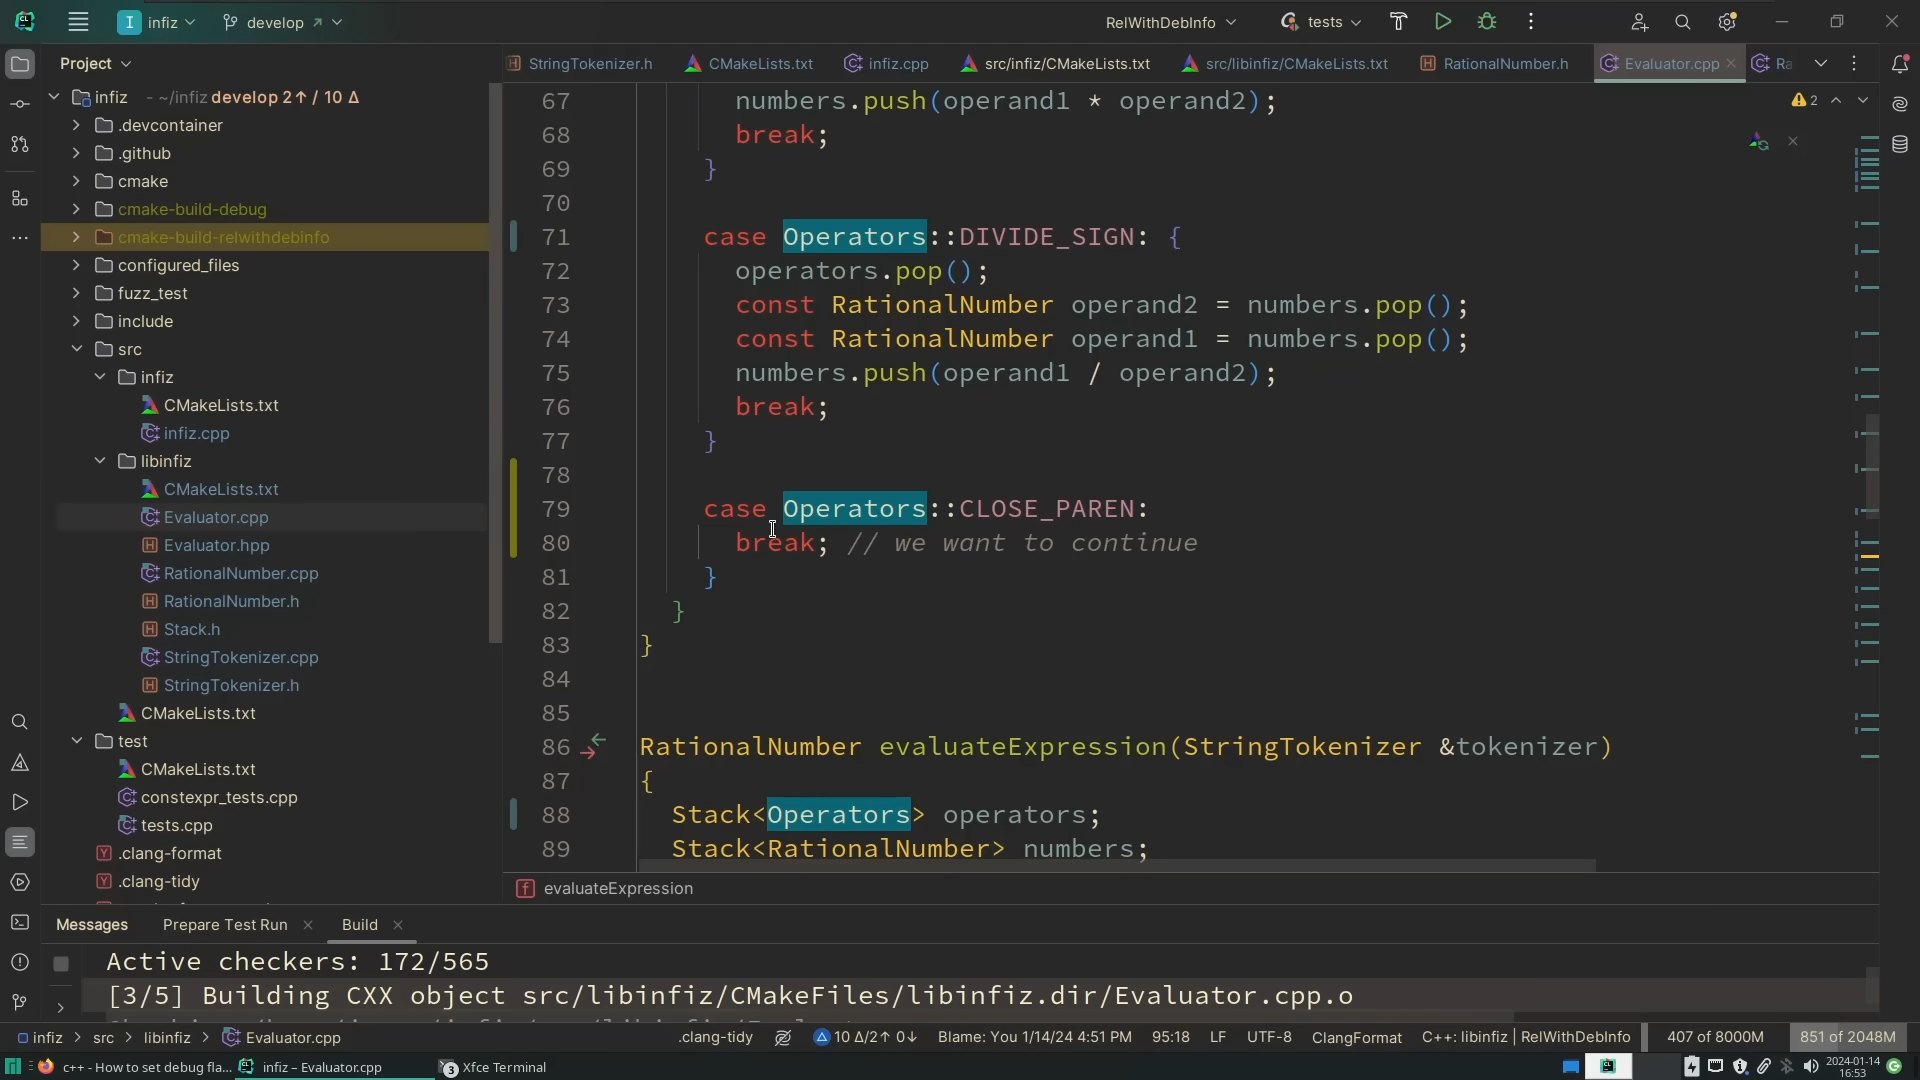 I infiz develop RelWithDebInfo tests
Project
StringTokenizer.h CMakeLists.txt infiz.cpp src/infiz/CMakeLists.txt src/libinfiz/CMakeLists.txt RationalNumber.h Evaluator.cpp Ra
infiz - ~/infiz develop 2↑ / 10 Δ
.devcontainer
.github
cmake
cmake-build-debug
cmake-build-relwithdebinfo
configured_files
fuzz_test
include
src
infiz
CMakeLists.txt
infiz.cpp
libinfiz
CMakeLists.txt
Evaluator.cpp
Evaluator.hpp
RationalNumber.cpp
RationalNumber.h
Stack.h
StringTokenizer.cpp
StringTokenizer.h
CMakeLists.txt
test
CMakeLists.txt
constexpr_tests.cpp
tests.cpp
.clang-format
.clang-tidy
2
67 numbers.push(operand1 * operand2);
68 break;
69 }
70
71 case Operators::DIVIDE_SIGN: {
72 operators.pop();
73 const RationalNumber operand2 = numbers.pop();
74 const RationalNumber operand1 = numbers.pop();
75 numbers.push(operand1 / operand2);
76 break;
77 }
78
79 case Operators::CLOSE_PAREN:
80 break; // we want to continue
81 }
82 }
83 }
84
85
86 RationalNumber evaluateExpression(StringTokenizer &tokenizer)
87 {
88 Stack<Operators> operators;
89 Stack<RationalNumber> numbers;
f evaluateExpression
Messages Prepare Test Run Build
Active checkers: 172/565
[3/5] Building CXX object src/libinfiz/CMakeFiles/libinfiz.dir/Evaluator.cpp.o
infiz > src > libinfiz > Evaluator.cpp .clang-tidy 10 Δ/2↑ 0↓ Blame: You 1/14/24 4:51 PM 95:18 LF UTF-8 ClangFormat C++: libinfiz | RelWithDebInfo 407 of 8000M 851 of 2048M
c++ - How to set debug fla... infiz – Evaluator.cpp 3 Xfce Terminal 2024-01-14
16:53